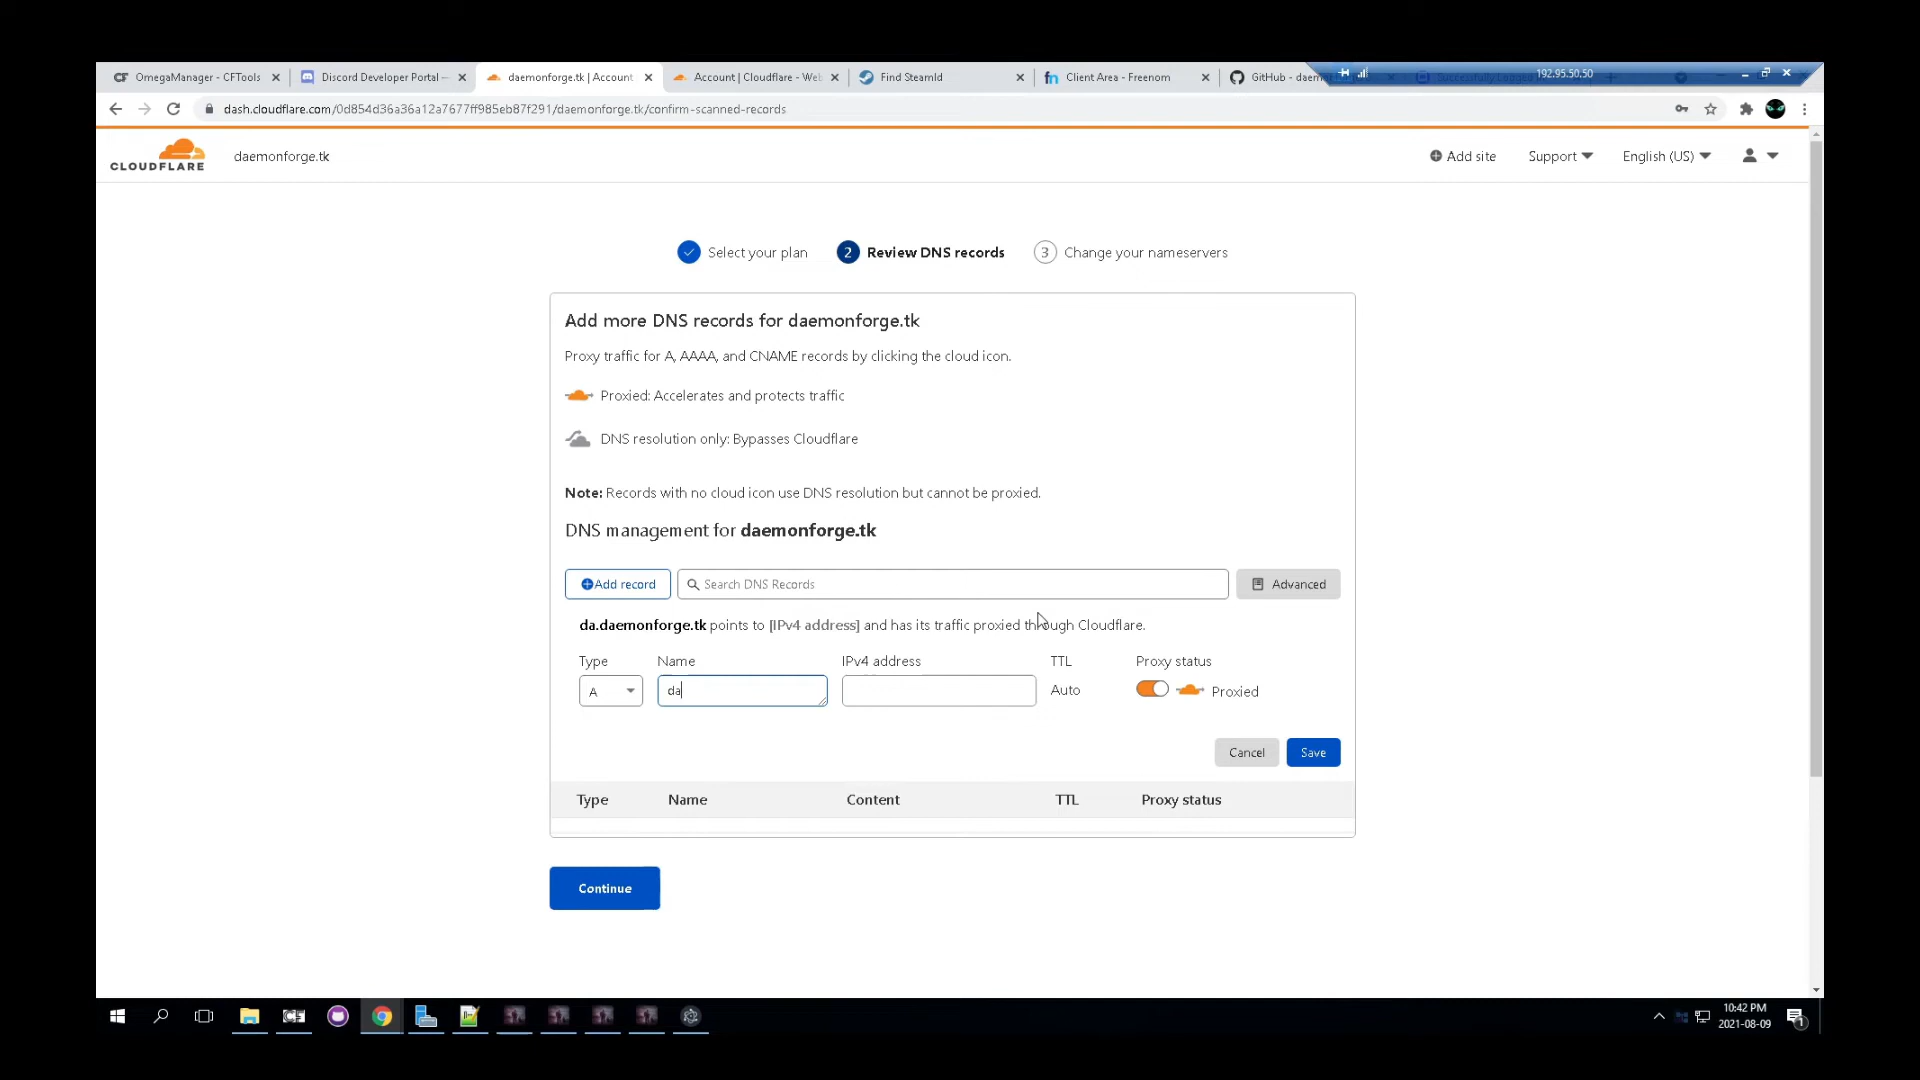 OmegaManager - CFTools
Discord Developer Portal —
daemonforge.tk | Account
Account | Cloudflare - Web
Find SteamId
Client Area - Freenom
GitHub - daem
192.95.50.50
dash.cloudflare.com/0d854d36a36a12a7677ff985eb87f291/daemonforge.tk/confirm-scanned-records
CLOUDFLARE
daemonforge.tk
Add site
Support
English (US)
Select your plan
2 Review DNS records
3 Change your nameservers
Add more DNS records for daemonforge.tk
Proxy traffic for A, AAAA, and CNAME records by clicking the cloud icon.
Proxied: Accelerates and protects traffic
DNS resolution only: Bypasses Cloudflare
Note: Records with no cloud icon use DNS resolution but cannot be proxied.
DNS management for daemonforge.tk
Add record
Search DNS Records
Advanced
da.daemonforge.tk points to [IPv4 address] and has its traffic proxied through Cloudflare.
Type Name IPv4 address TTL Proxy status
A da Auto Proxied
Cancel Save
Type Name Content TTL Proxy status
Continue
10:42 PM
2021-08-09
1